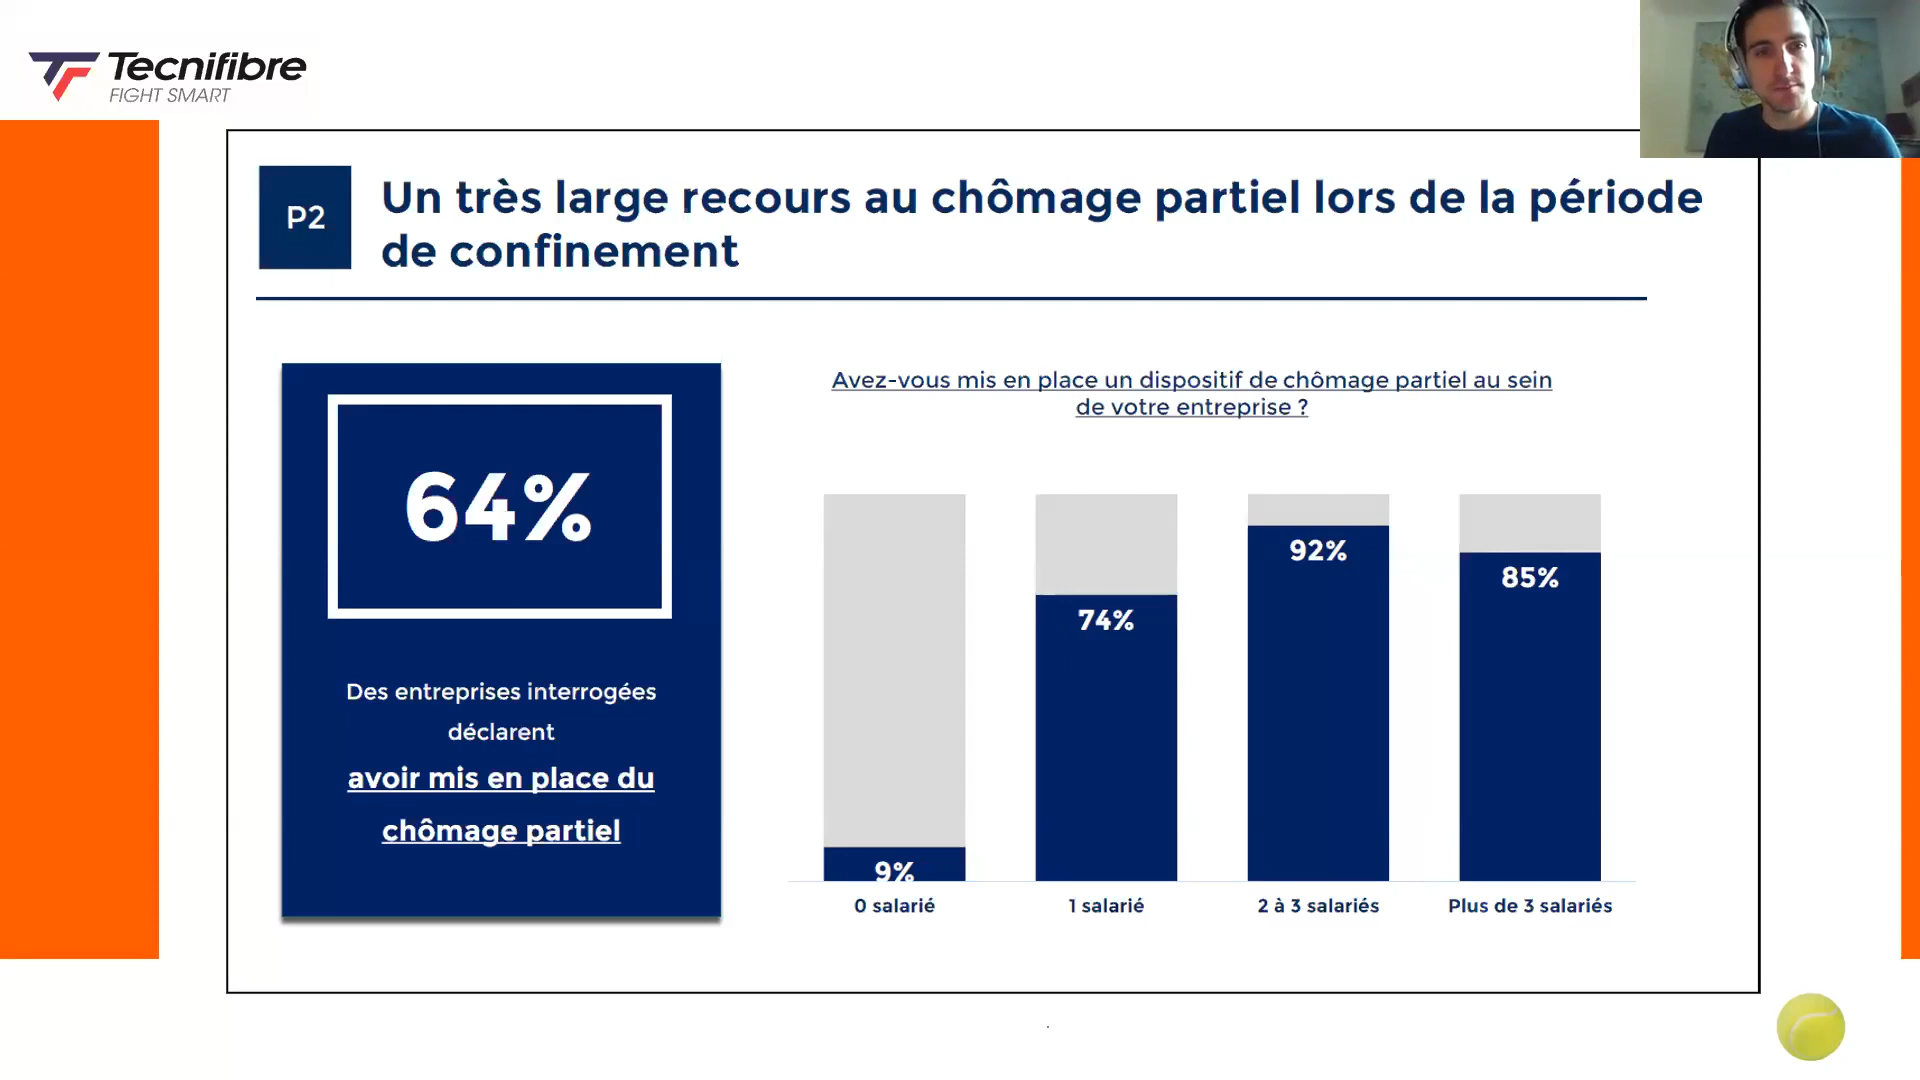 Tecnifibre
FIGHT SMART
P2
Un très large recours au chômage partiel lors de la période
de confinement
64%
Des entreprises interrogées
déclarent
avoir mis en place du
chômage partiel
Avez-vous mis en place un dispositif de chômage partiel au sein
de votre entreprise ?
9%
74%
92%
85%
0 salarié
1 salarié
2 à 3 salariés
Plus de 3 salariés